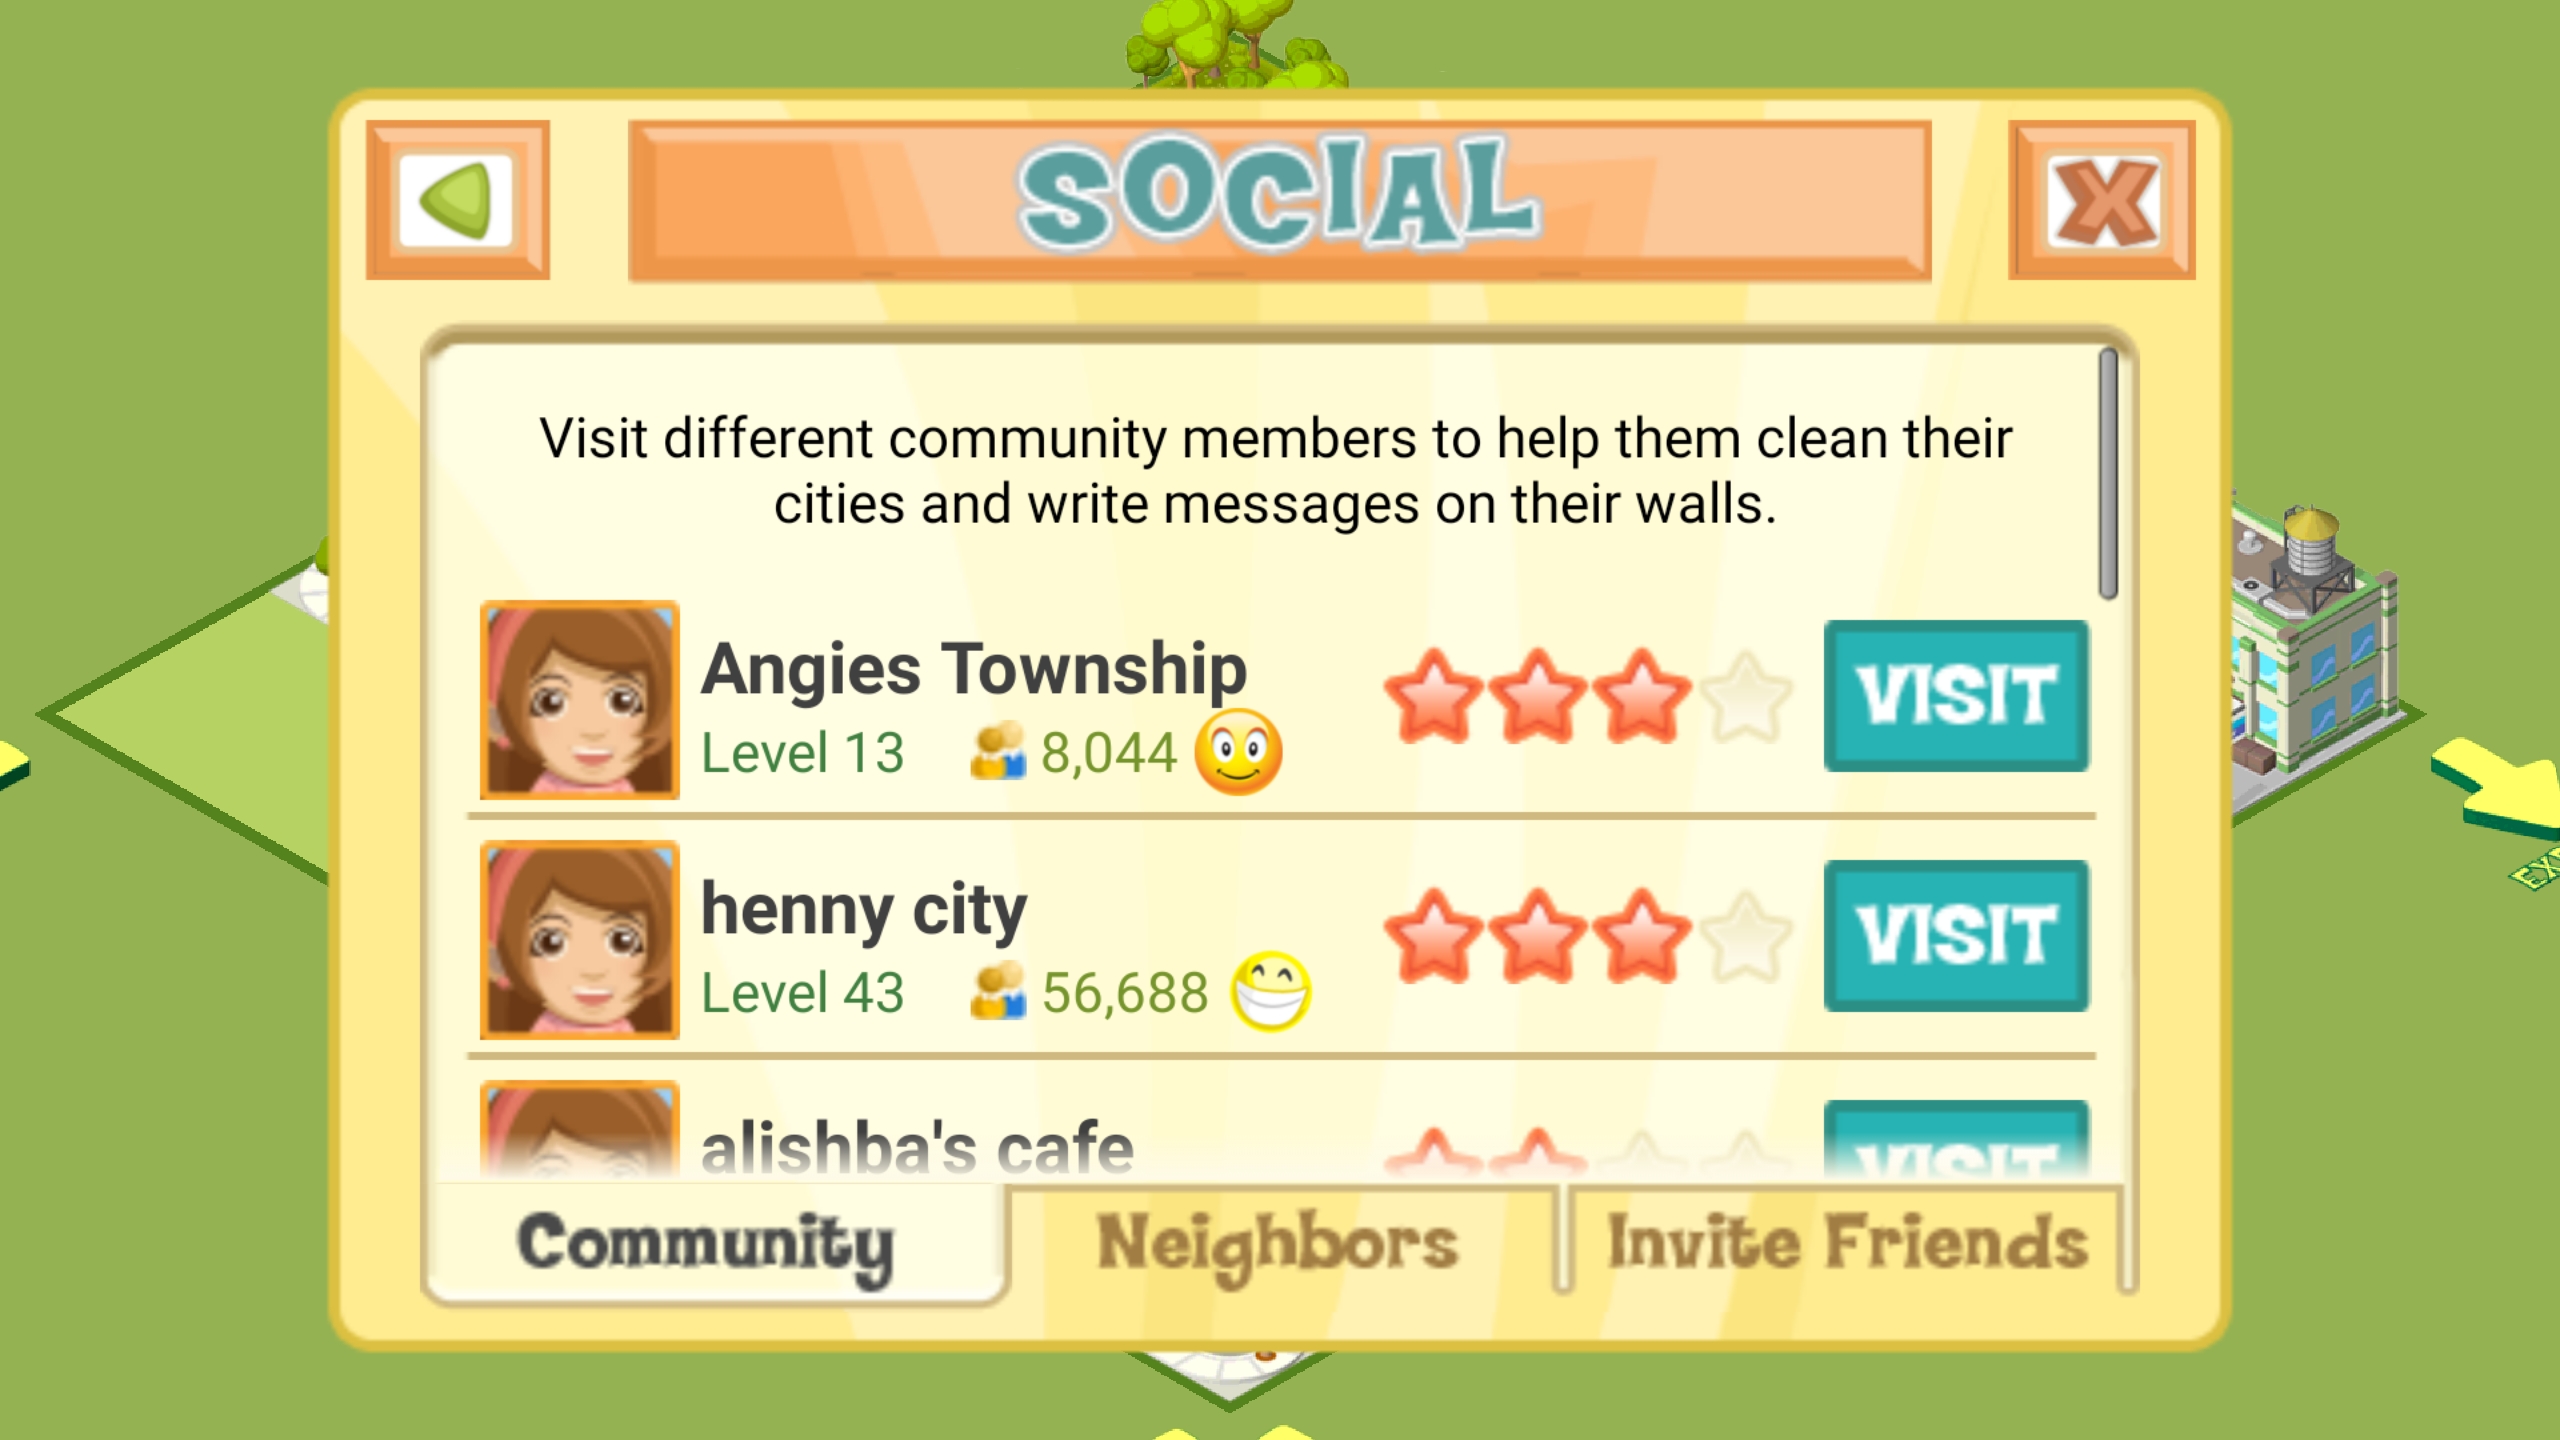 SOCIAL
Visit different community members to help them clean their
cities and write messages on their walls.
Angies Township
Level 13 8,044
VISIT
henny city
Level 43 56,688
VISIT
alishba's cafe
VISIT
Community
Neighbors
Invite Friends